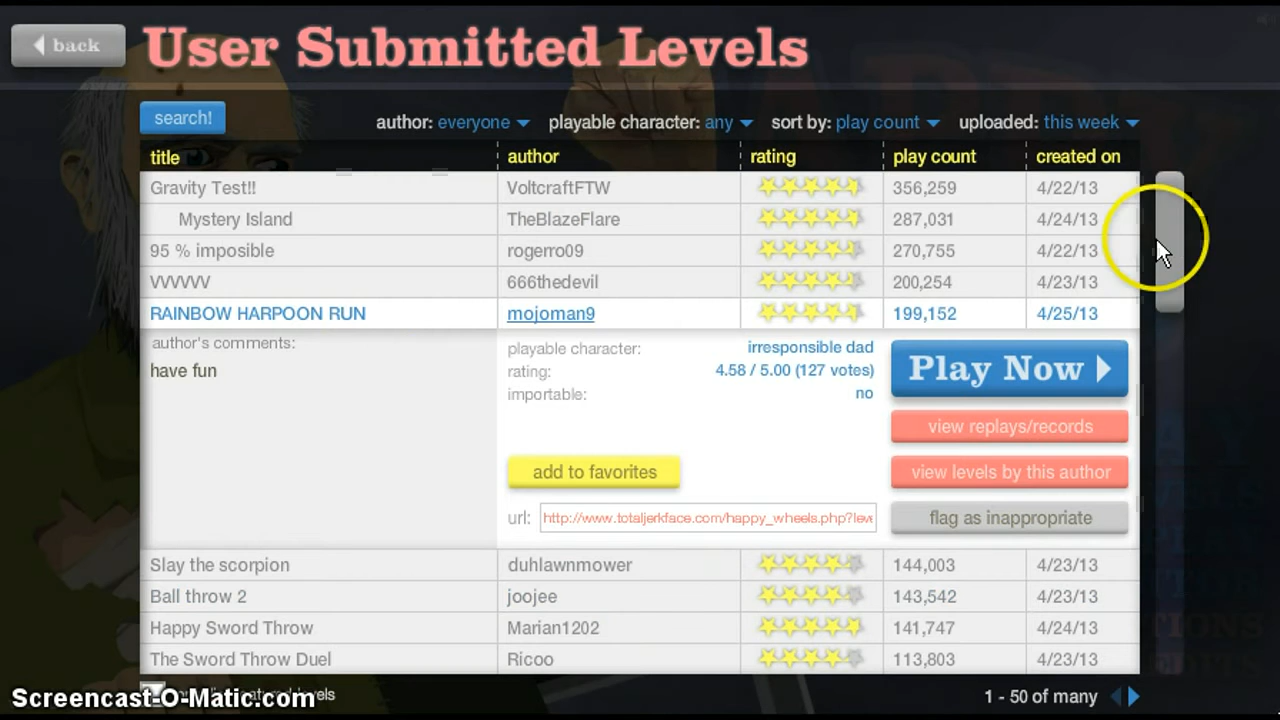 back
User Submitted Levels
search!
author: everyone playable character: any sort by: play count uploaded: this week
title author rating play count created on
Gravity Test!! VoltcraftFTW 356,259 4/22/13
Mystery Island TheBlazeFlare 287,031 4/24/13
95 % imposible rogerro09 270,755 4/22/13
VVVVVV 666thedevil 200,254 4/23/13
RAINBOW HARPOON RUN mojoman9 199,152 4/25/13
author's comments:
have fun
playable character: irresponsible dad
rating: 4.58 / 5.00 (127 votes)
importable: no
Play Now
view replays/records
add to favorites
view levels by this author
url: http://www.totaljerkface.com/happy_wheels.php?leve
flag as inappropriate
Slay the scorpion duhlawnmower 144,003 4/23/13
Ball throw 2 joojee 143,542 4/23/13
Happy Sword Throw Marian1202 141,747 4/24/13
The Sword Throw Duel Ricoo 113,803 4/23/13
levels
1 - 50 of many
Screencast-O-Matic.com